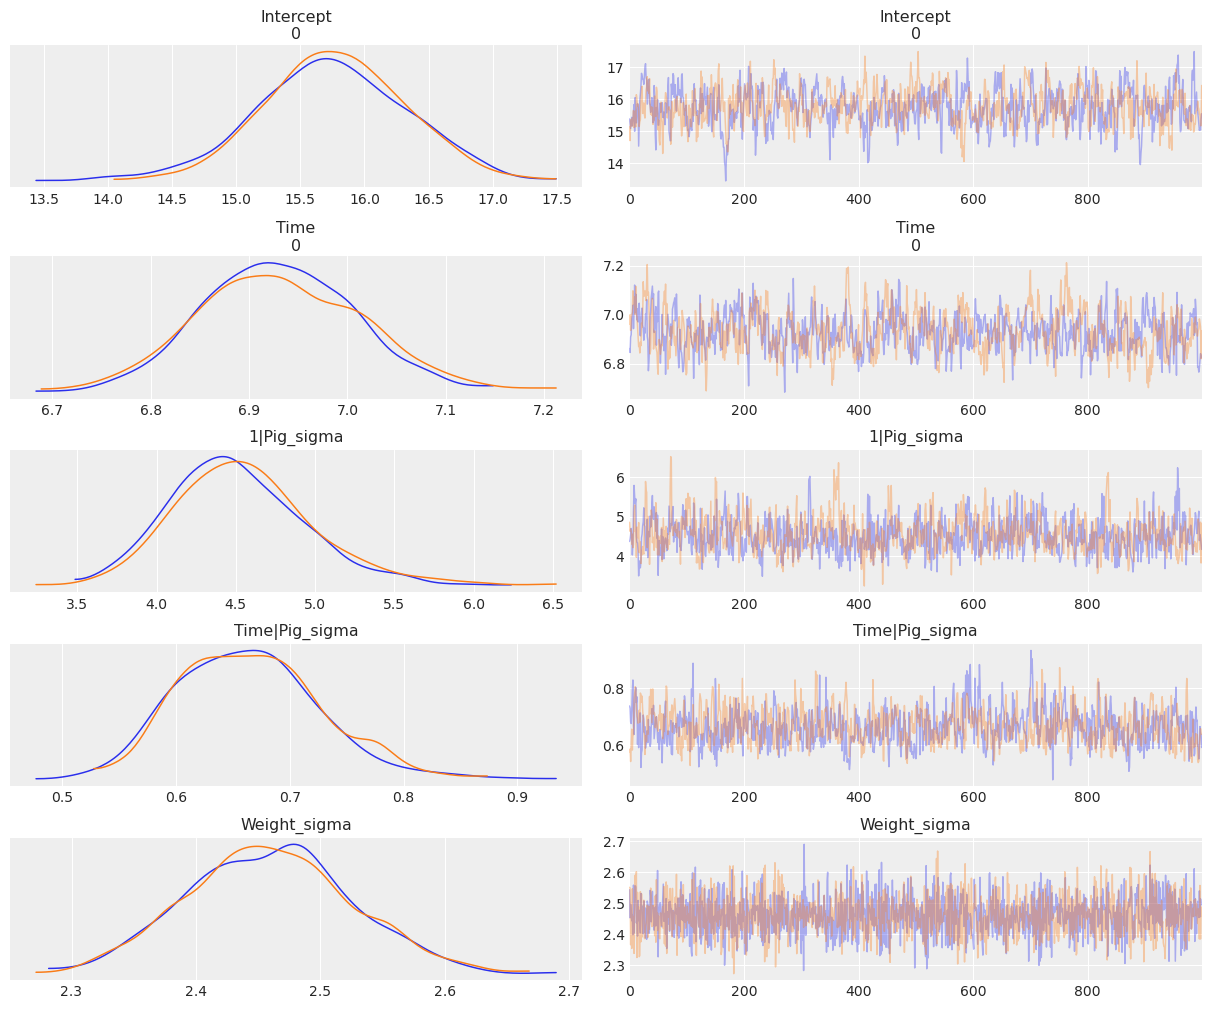 Intercept
0
13.5 14.0 14.5 15.0 15.5 16.0 16.5 17.0 17.5
Intercept
0
17
16
15
14
0 200 400 600 800
Time
0
6.7 6.8 6.9 7.0 7.1 7.2
Time
0
7.2
7.0
6.8
0 200 400 600 800
1|Pig_sigma
3.5 4.0 4.5 5.0 5.5 6.0 6.5
1|Pig_sigma
6
5
4
0 200 400 600 800
Time|Pig_sigma
0.5 0.6 0.7 0.8 0.9
Time|Pig_sigma
0.8
0.6
0 200 400 600 800
Weight_sigma
2.3 2.4 2.5 2.6 2.7
Weight_sigma
2.7
2.6
2.5
2.4
2.3
0 200 400 600 800